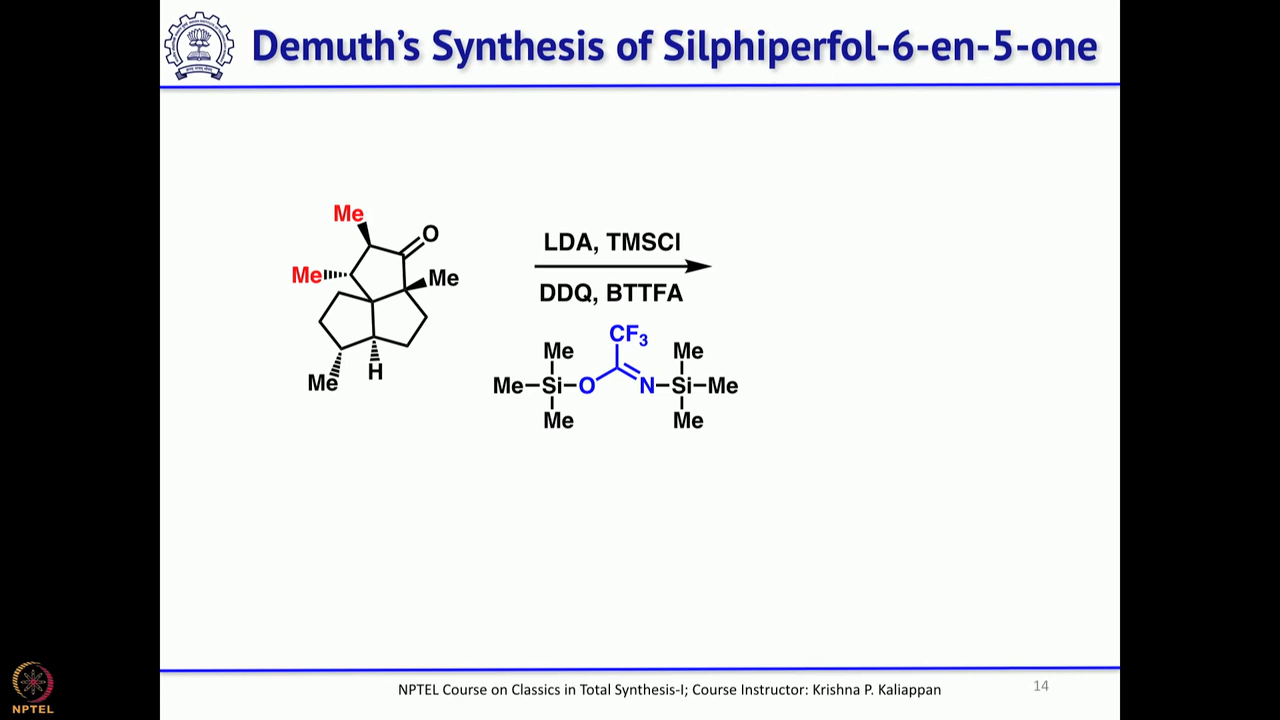 Demuth's Synthesis of Silphiperfol-6-en-5-one
Me
O
Me
Me
Me
H
LDA, TMSCl
DDQ, BTTFA
CF3
Me
Me
Me–Si–O
N–Si–Me
Me
Me
NPTEL Course on Classics in Total Synthesis-I; Course Instructor: Krishna P. Kaliappan
14
NPTEL